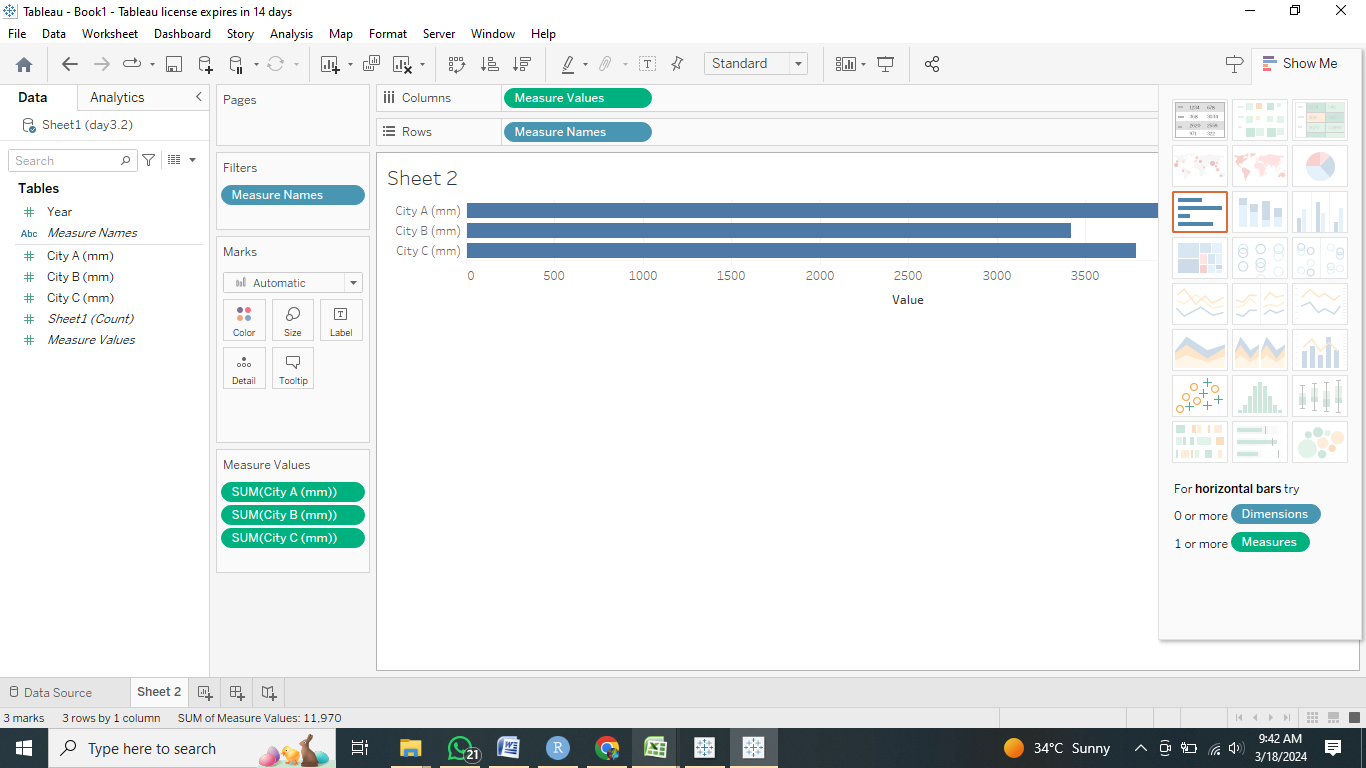 Tableau - Book1 - Tableau license expires in 14 days
File Data Worksheet Dashboard Story Analysis Map Format Server Window Help
Standard
Show Me
Data Analytics
Sheet1 (day3.2)
Search
Tables
Year
Abc Measure Names
City A (mm)
City B (mm)
City C (mm)
Sheet1 (Count)
Measure Values
Pages
Filters
Measure Names
Marks
Automatic
Color Size Label
Detail Tooltip
Measure Values
SUM(City A (mm))
SUM(City B (mm))
SUM(City C (mm))
Columns Measure Values
Rows Measure Names
Sheet 2
City A (mm)
City B (mm)
City C (mm)
0 500 1000 1500 2000 2500 3000 3500
Value
For horizontal bars try
0 or more Dimensions
1 or more Measures
Data Source Sheet 2
3 marks 3 rows by 1 column SUM of Measure Values: 11,970
Type here to search
21
34°C Sunny
9:42 AM
3/18/2024